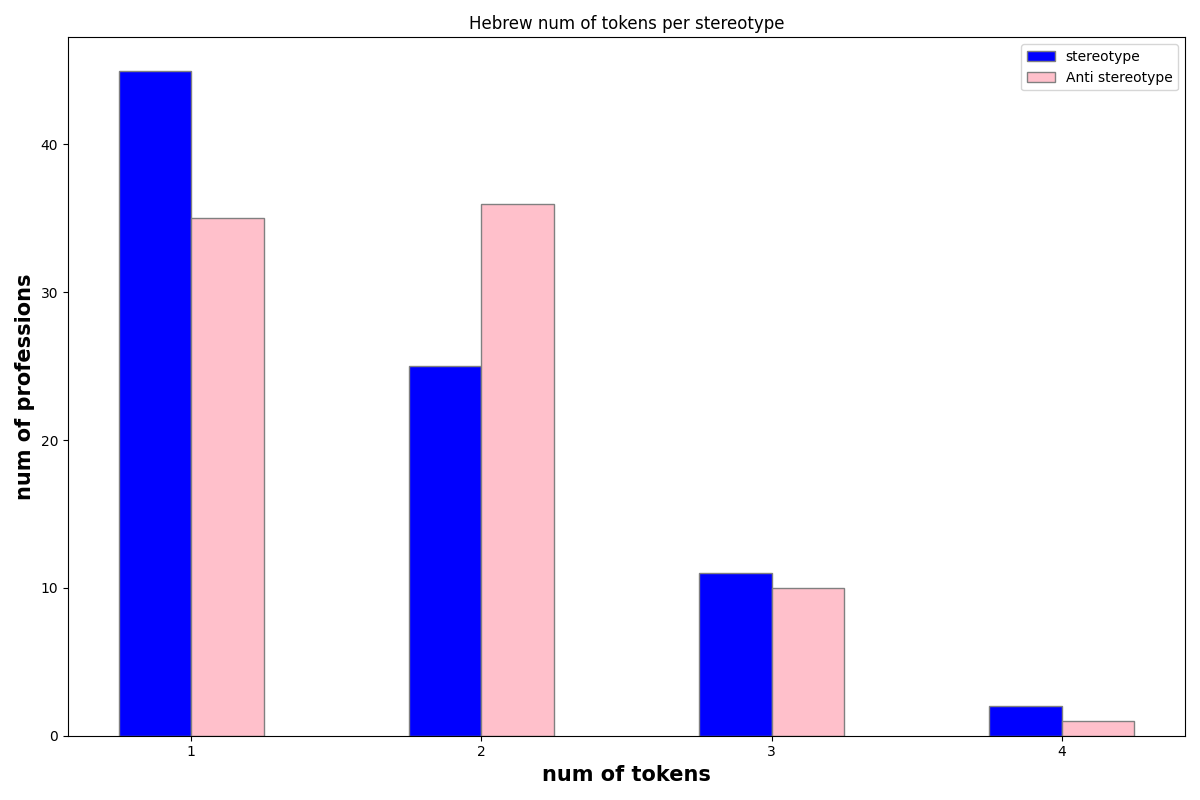 Hebrew num of tokens per stereotype
stereotype
Anti stereotype
num of professions
40
30
20
10
0
1 2 3 4
num of tokens